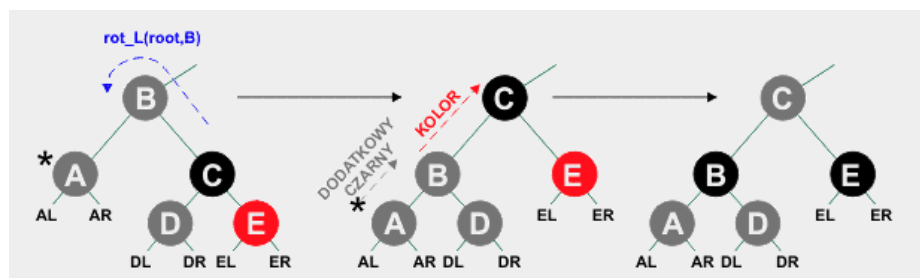 rot_L(root,B)
B
* A
C
D
E
AL AR
DL DR EL ER
C
KOLOR
DODATKOWY
CZARNY
B
E
*
A
D
EL ER
AL AR DL DR
C
B
E
A
D
EL ER
AL AR DL DR